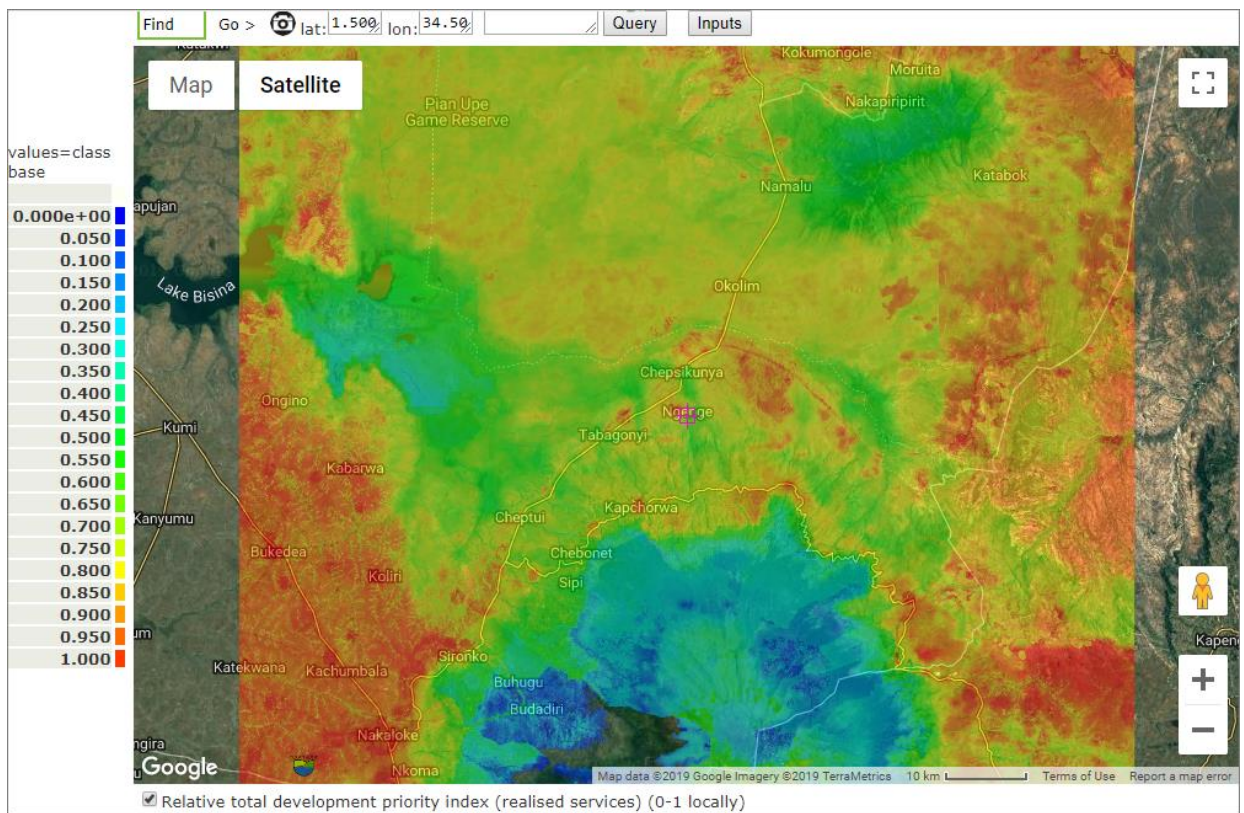 Find
Go >
lat: 1.500
lon: 34.50
Query
Inputs
Map
Satellite
values=class
base
0.000e+00
0.050
0.100
0.150
0.200
0.250
0.300
0.350
0.400
0.450
0.500
0.550
0.600
0.650
0.700
0.750
0.800
0.850
0.900
0.950
1.000
Kokumongole
Moruita
Pian Upe
Game Reserve
Nakapiripirit
Katabok
Namalu
apujan
Lake Bisina
Okolim
Chepsikunya
Ongino
Kumi
Tabagonyi
Kabarwa
Kapchorwa
Kanyumu
Cheptui
Bukedea
Chebonet
Koliri
Sipi
um
Kapen
Katekwana
Kachumbala
Sironko
Buhugu
Budadiri
Nakaloke
ngira
Nkoma
Google
Map data ©2019 Google Imagery ©2019 TerraMetrics
10 km
Terms of Use
Report a map error
Relative total development priority index (realised services) (0-1 locally)